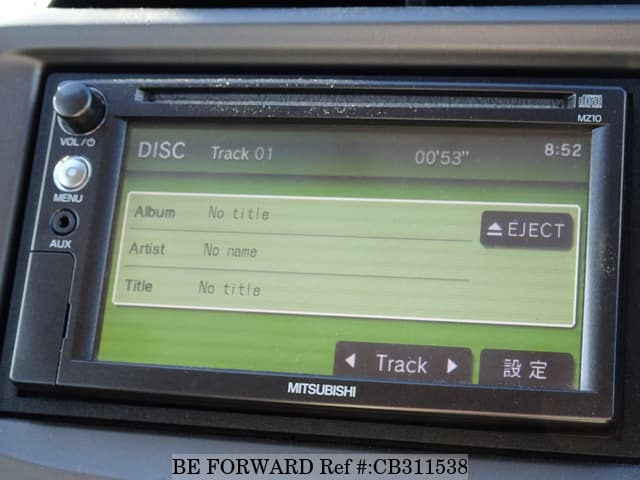 MZ10
VOL/⏻
MENU
AUX
DISC Track 01 00'53" 8:52
Album No title
Artist No name
Title No title
⏏EJECT
◀ Track ▶
設定
MITSUBISHI
BE FORWARD Ref #:CB311538